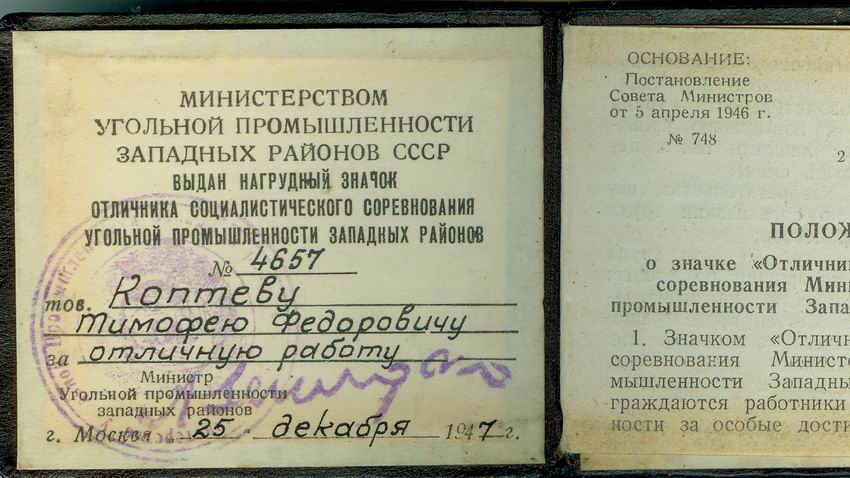 МИНИСТЕРСТВОМ
УГОЛЬНОЙ ПРОМЫШЛЕННОСТИ
ЗАПАДНЫХ РАЙОНОВ СССР
ВЫДАН НАГРУДНЫЙ ЗНАЧОК
ОТЛИЧНИКА СОЦИАЛИСТИЧЕСКОГО СОРЕВНОВАНИЯ
УГОЛЬНОЙ ПРОМЫШЛЕННОСТИ ЗАПАДНЫХ РАЙОНОВ
№ 4657
тов. Коптеву
Тимофею Федоровичу
за отличную работу
Министр
Угольной промышленности
западных районов
г. Москва „25" декабря 1947 г.
ОСНОВАНИЕ:
Постановление
Совета Министров
от 5 апреля 1946 г.
№ 748
2
ПОЛОЖ
о значке «Отлични
соревнования Мин
промышленности Запа
1. Значком «Отличн
соревнования Министе
мышленности Западны
граждаются работники
ности за особые дости